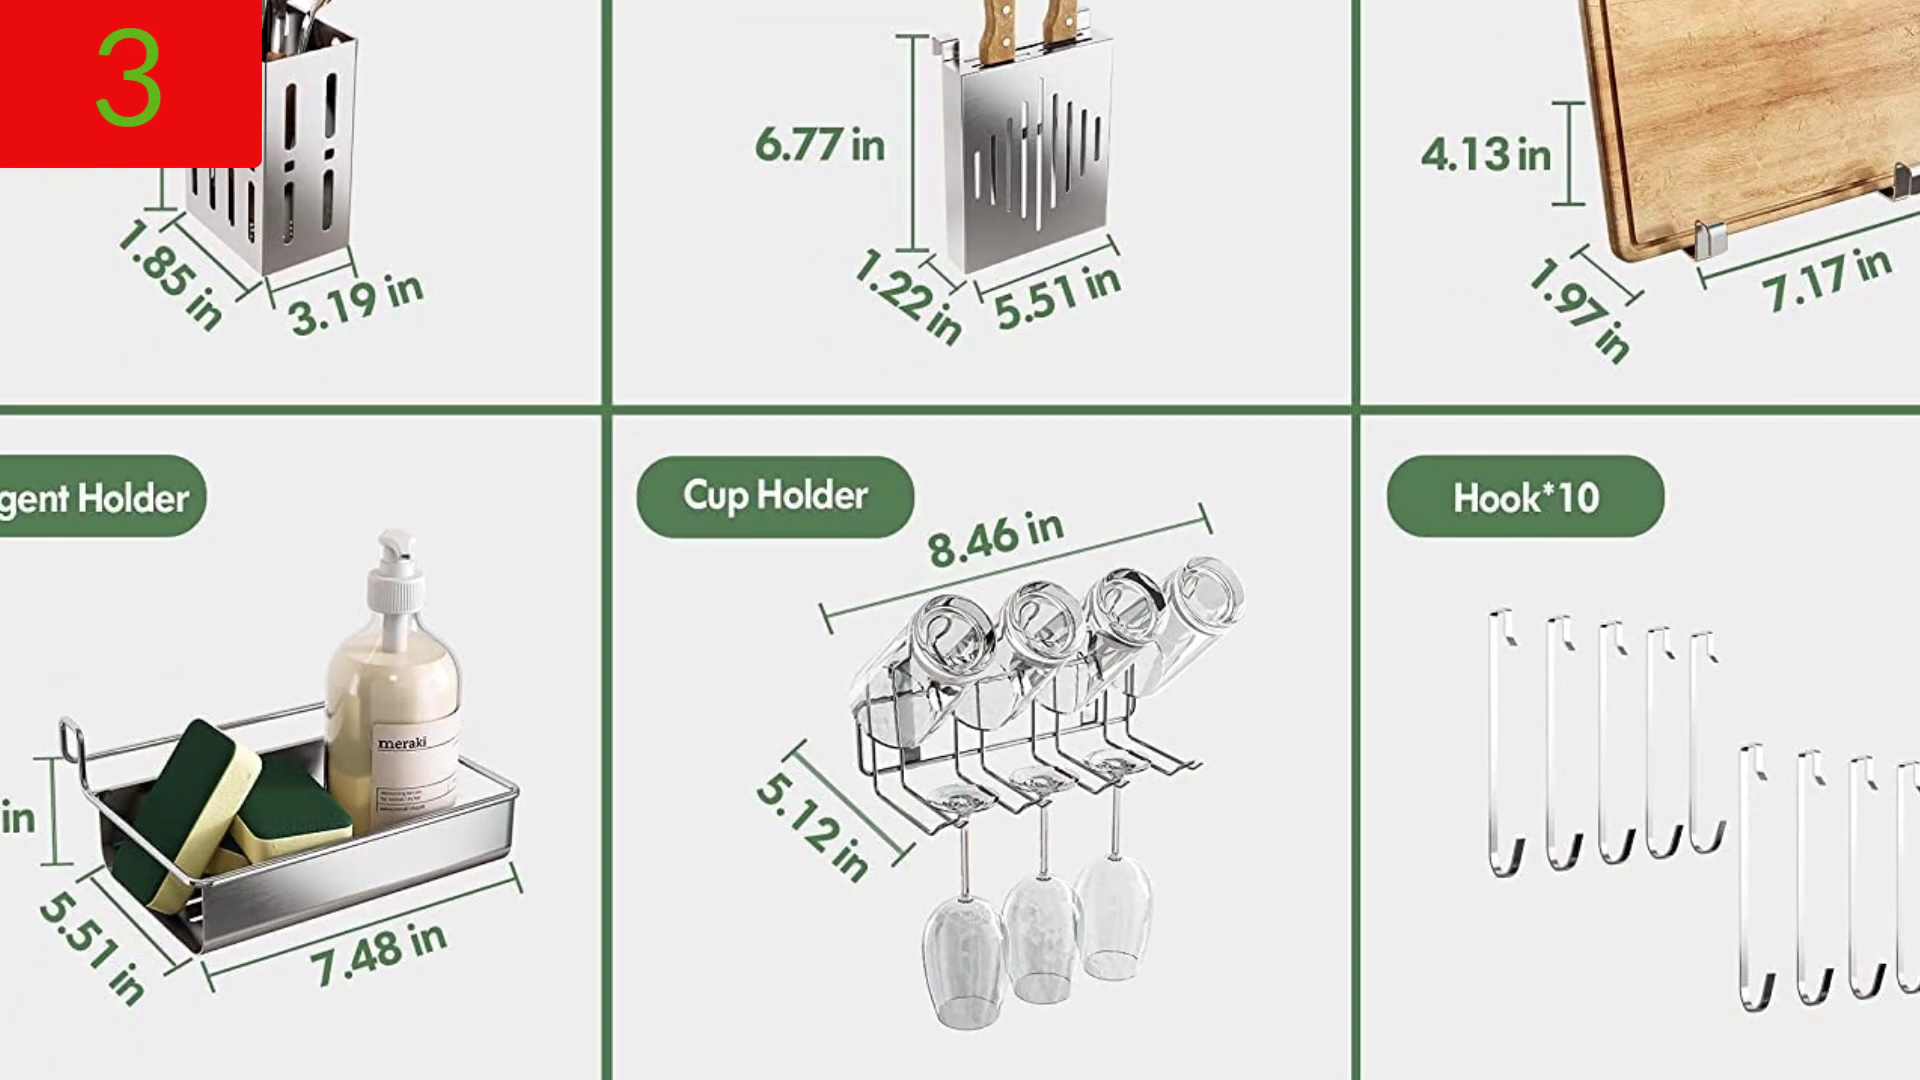 3
6.77 in
4.13 in
1.85 in
3.19 in
1.22 in
5.51 in
1.97 in
7.17 in
gent Holder
Cup Holder
Hook*10
8.46 in
meraki
in
5.12 in
5.51 in
7.48 in